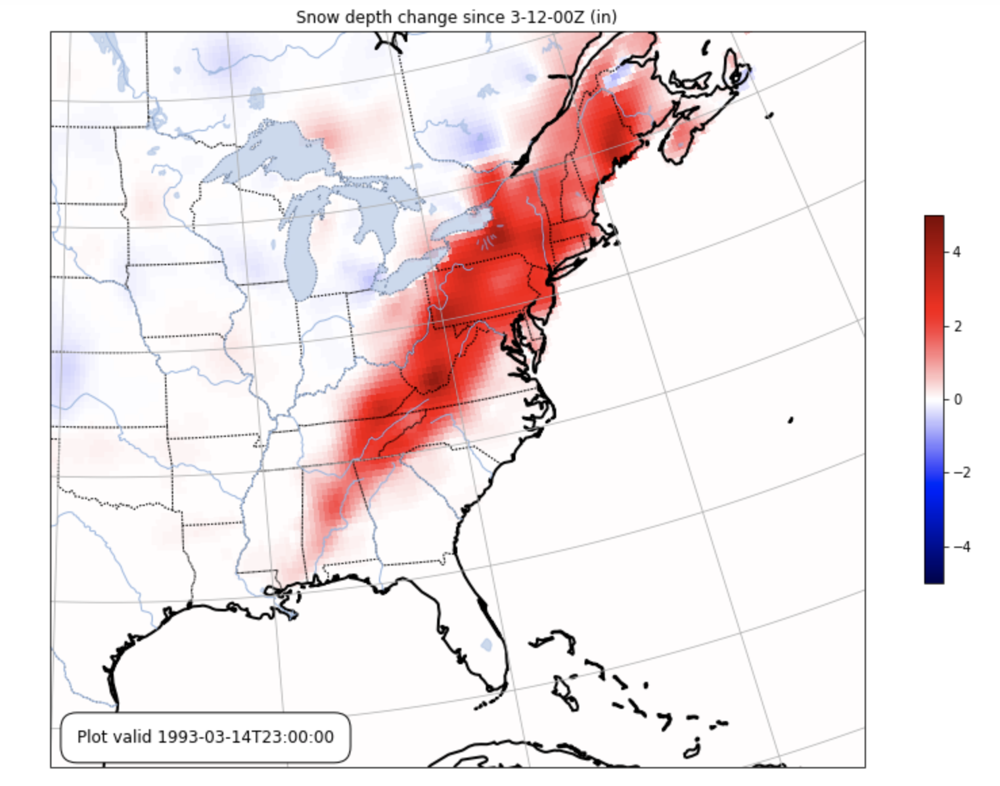 Snow depth change since 3-12-00Z (in)
4
2
0
−2
−4
Plot valid 1993-03-14T23:00:00